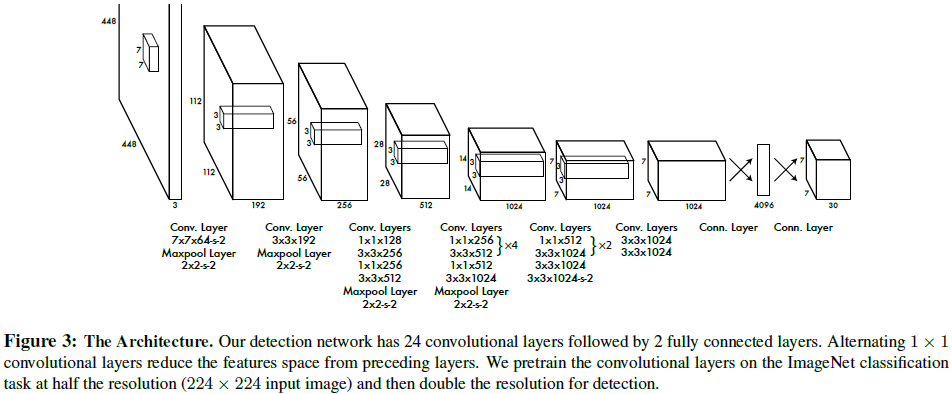 448
7
7
448
3
112
3
3
112
192
56
3
3
56
256
28
3
3
28
512
14
3
3
14
1024
7
3
3
7
1024
7
7
1024
4096
7
7
30
Conv. Layer
7x7x64-s-2
Maxpool Layer
2x2-s-2
Conv. Layer
3x3x192
Maxpool Layer
2x2-s-2
Conv. Layers
1x1x128
3x3x256
1x1x256
3x3x512
Maxpool Layer
2x2-s-2
Conv. Layers
1x1x256
3x3x512 }×4
1x1x512
3x3x1024
Maxpool Layer
2x2-s-2
Conv. Layers
1x1x512
3x3x1024 }×2
3x3x1024
3x3x1024-s-2
Conv. Layers
3x3x1024
3x3x1024
Conn. Layer
Conn. Layer
Figure 3: The Architecture. Our detection network has 24 convolutional layers followed by 2 fully connected layers. Alternating 1 × 1
convolutional layers reduce the features space from preceding layers. We pretrain the convolutional layers on the ImageNet classification
task at half the resolution (224 × 224 input image) and then double the resolution for detection.